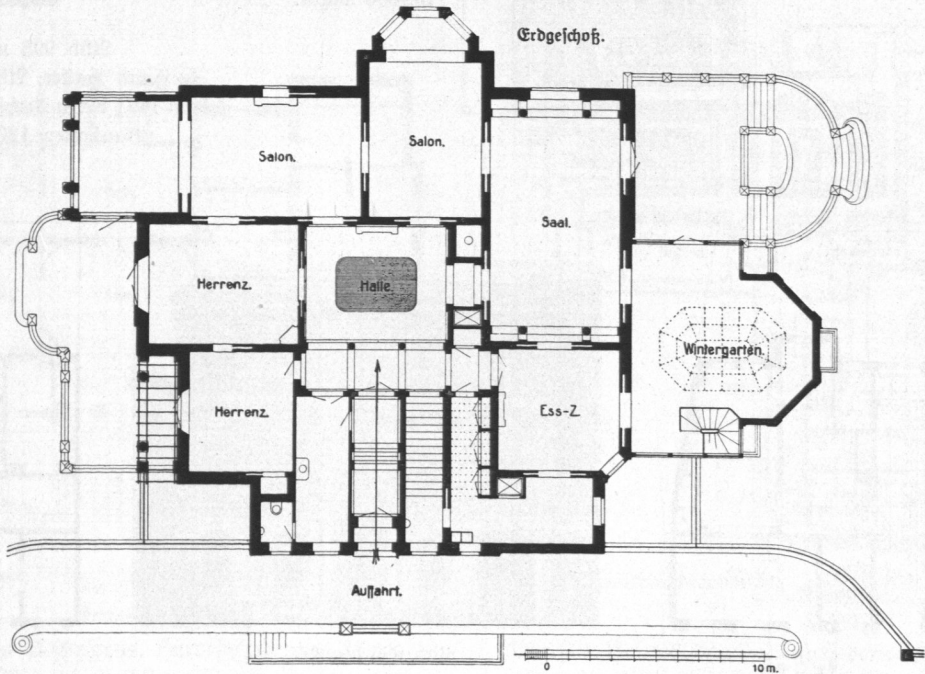 Erdgeschoß.
Salon.
Salon.
Saal.
Herrenz.
Halle.
Wintergarten.
Herrenz.
Ess-Z.
Auffahrt.
0
10 m.